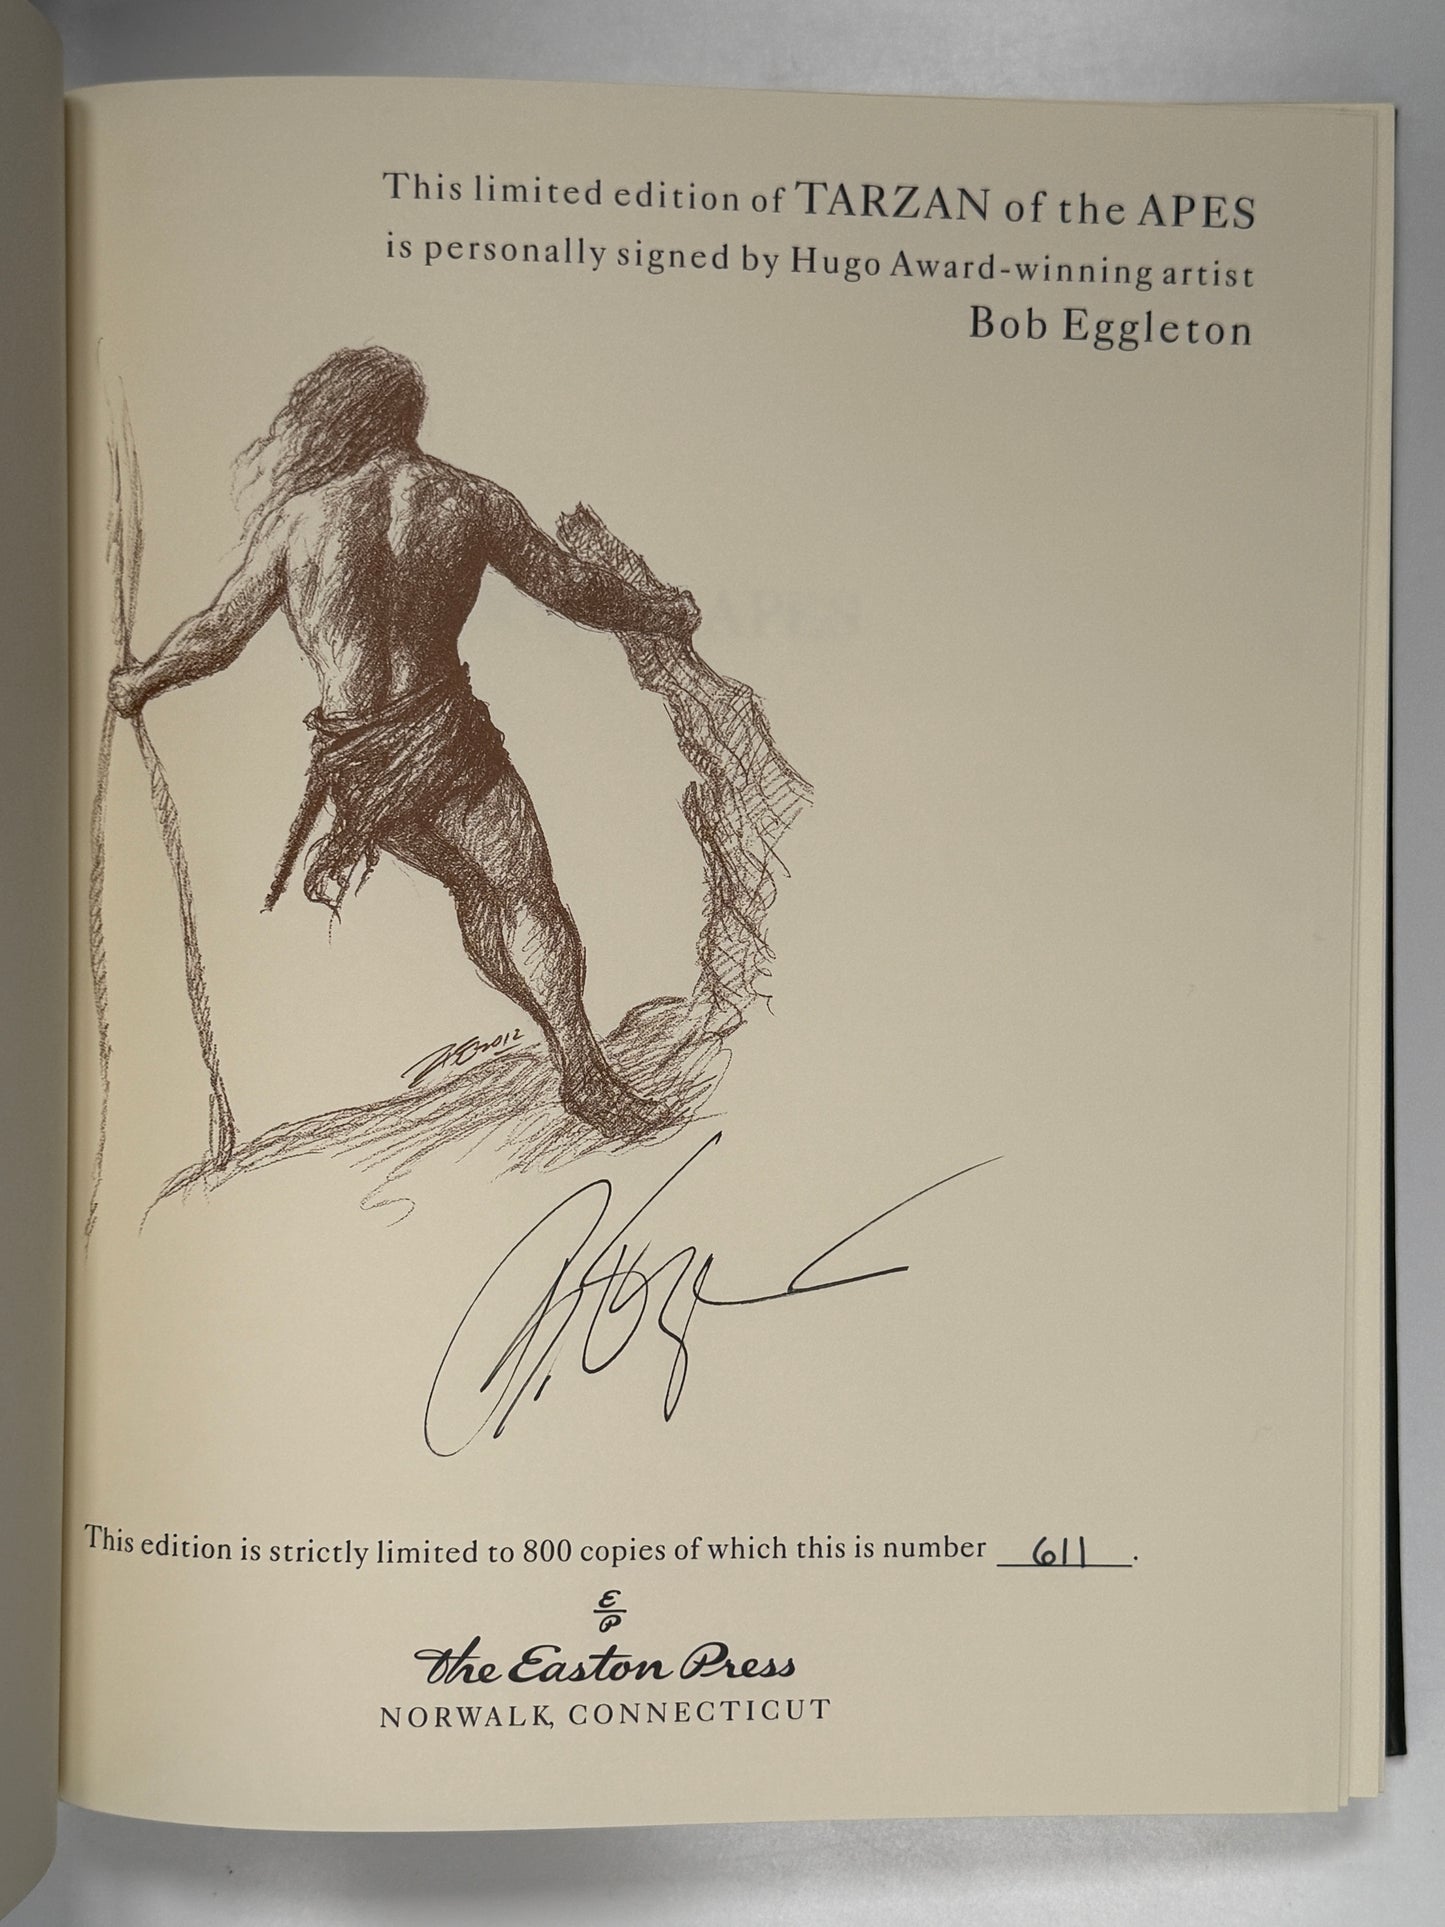 This limited edition of TARZAN of the APES
is personally signed by Hugo Award-winning artist
Bob Eggleton
2012
This edition is strictly limited to 800 copies of which this is number 611.
E
P
The Easton Press
NORWALK, CONNECTICUT